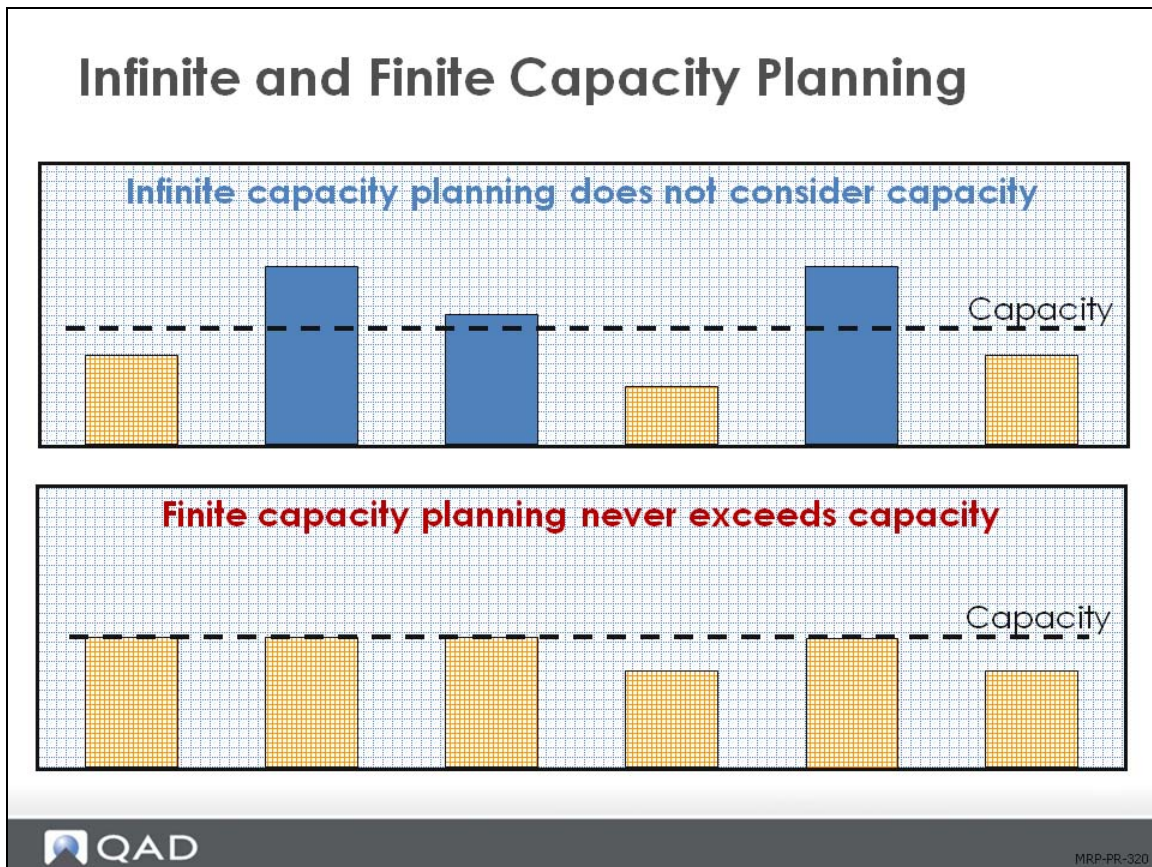 Infinite and Finite Capacity Planning
Infinite capacity planning does not consider capacity
Capacity
Finite capacity planning never exceeds capacity
Capacity
QAD
MRP-PR-320